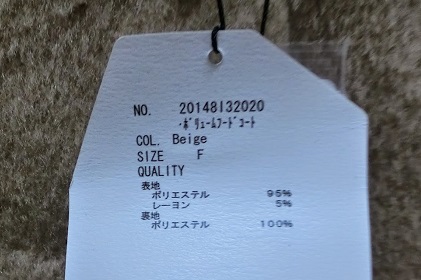 NO. 20148132020
・ボリュームフードコート
COL. Beige
SIZE F
QUALITY
表地
ポリエステル 95%
レーヨン 5%
裏地
ポリエステル 100%